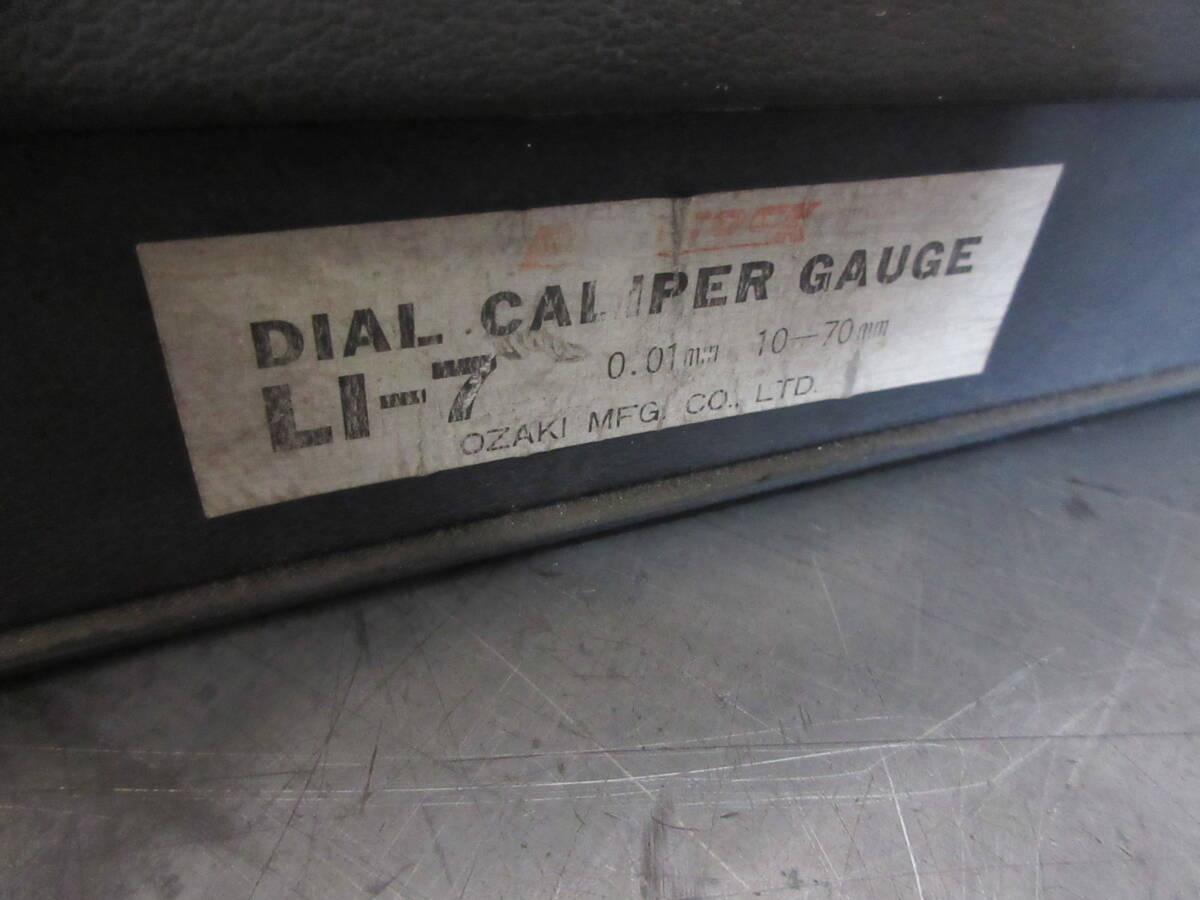 DIAL CALIPER GAUGE
LI-7 0.01mm 10-70mm
OZAKI MFG. CO., LTD.